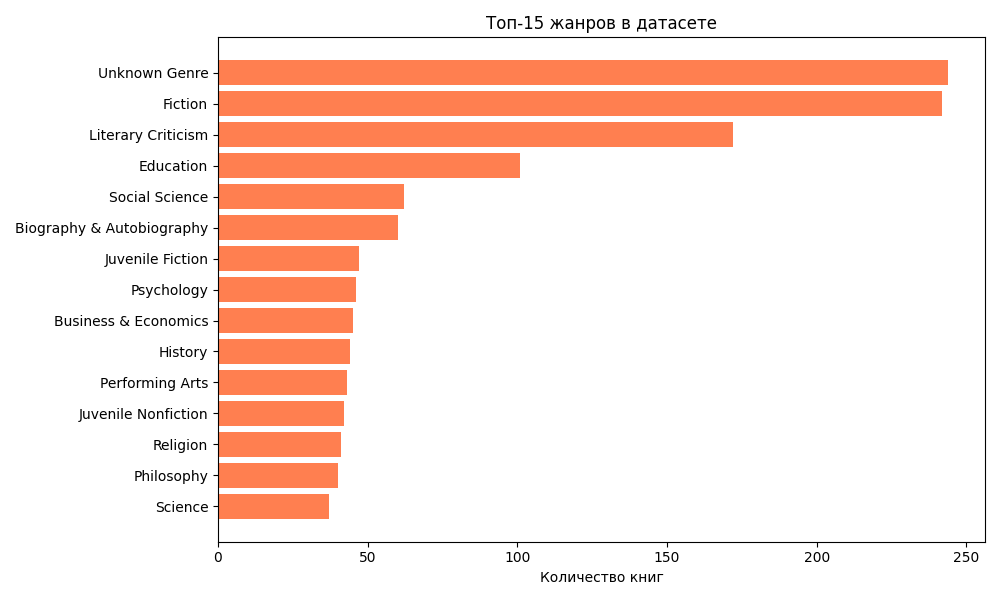 Топ-15 жанров в датасете
Unknown Genre
Fiction
Literary Criticism
Education
Social Science
Biography & Autobiography
Juvenile Fiction
Psychology
Business & Economics
History
Performing Arts
Juvenile Nonfiction
Religion
Philosophy
Science
0 50 100 150 200 250
Количество книг